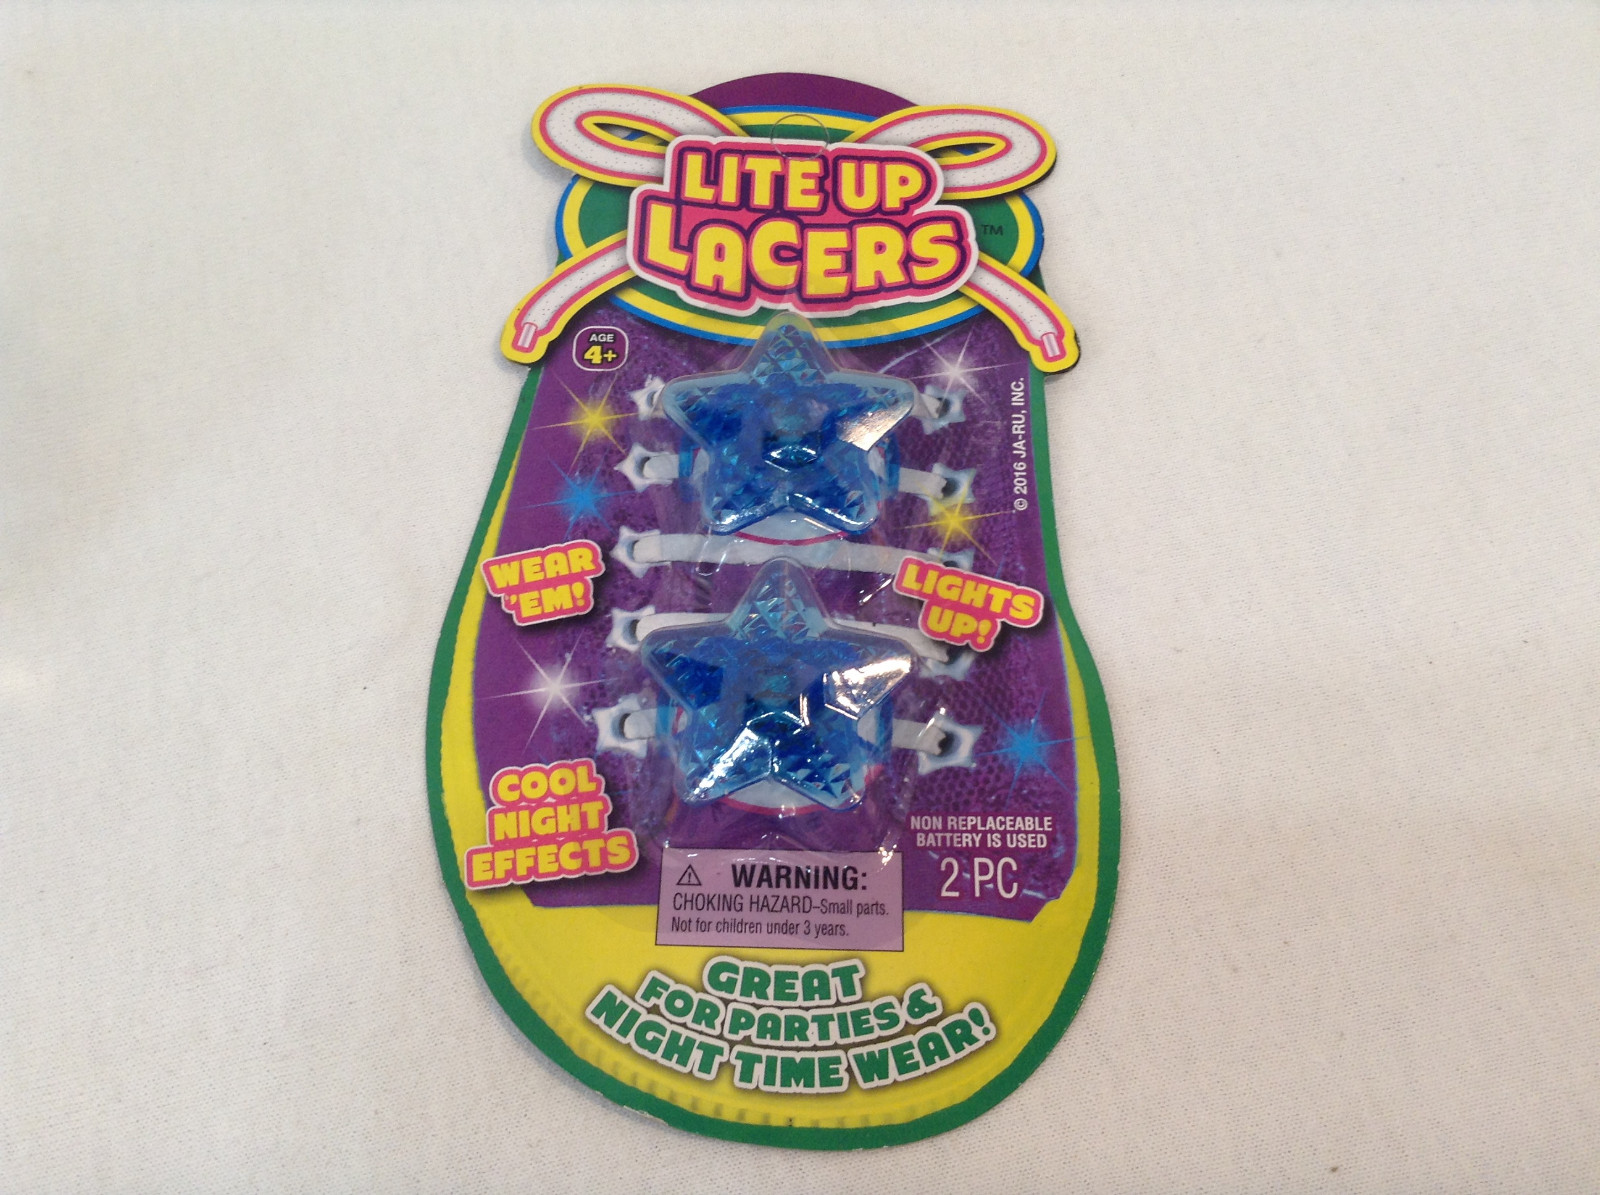 LITE UP
LACERS
™
AGE
4+
© 2016 JA-RU, INC.
WEAR
'EM!
LIGHTS
UP!
COOL
NIGHT
EFFECTS
NON REPLACEABLE
BATTERY IS USED
2 PC
⚠ WARNING:
CHOKING HAZARD–Small parts.
Not for children under 3 years.
GREAT
FOR PARTIES &
NIGHT TIME WEAR!